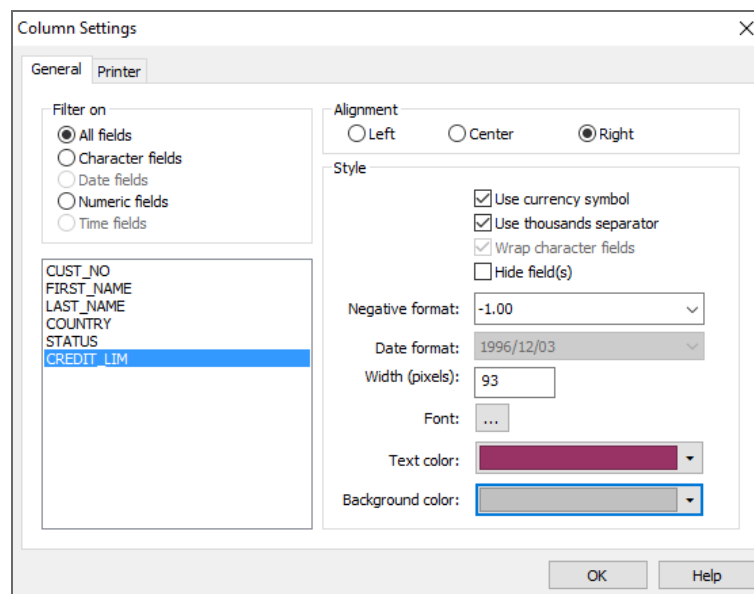 Column Settings
General Printer
Filter on
All fields
Character fields
Date fields
Numeric fields
Time fields
CUST_NO
FIRST_NAME
LAST_NAME
COUNTRY
STATUS
CREDIT_LIM
Alignment
Left Center Right
Style
Use currency symbol
Use thousands separator
Wrap character fields
Hide field(s)
Negative format: -1.00
Date format: 1996/12/03
Width (pixels): 93
Font: ...
Text color:
Background color:
OK Help